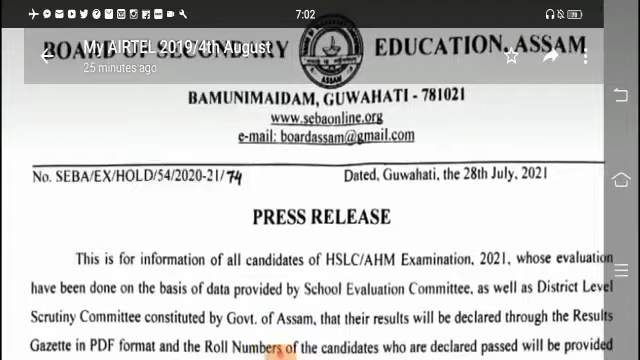 7:02
BOARD OF SECONDARY EDUCATION, ASSAM
My AIRTEL 2019/4th August
25 minutes ago
ASSAM
BAMUNIMAIDAM, GUWAHATI - 781021
www.sebaonline.org
e-mail: boardassam@gmail.com
No. SEBA/EX/HOLD/54/2020-21/74 Dated, Guwahati, the 28th July, 2021
PRESS RELEASE
This is for information of all candidates of HSLC/AHM Examination, 2021, whose evaluation
have been done on the basis of data provided by School Evaluation Committee, as well as District Level
Scrutiny Committee constituted by Govt. of Assam, that their results will be declared through the Results
Gazette in PDF format and the Roll Numbers of the candidates who are declared passed will be provided